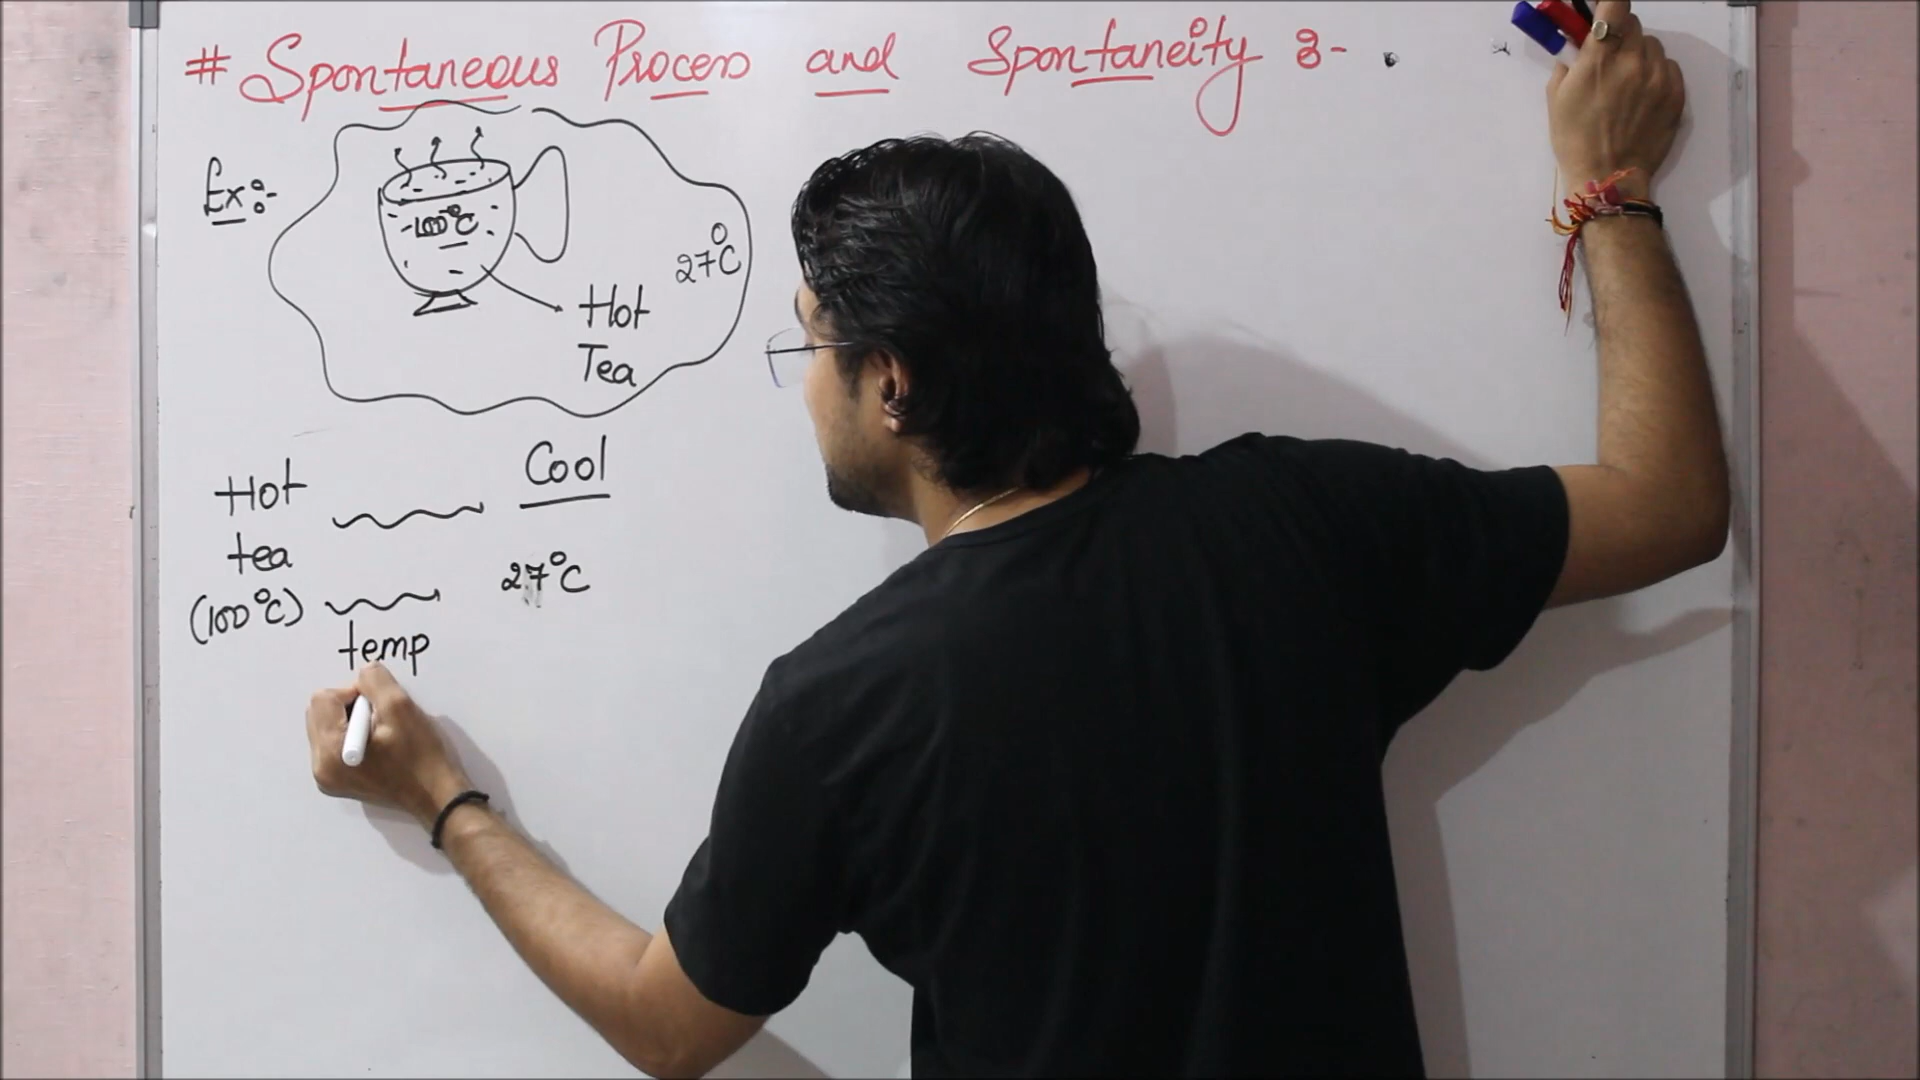 # Spontaneous Process and Spontaneity :-
Ex:-
100°C
27°C
Hot
Tea
Hot
tea
(100°C)
Cool
27°C
temp